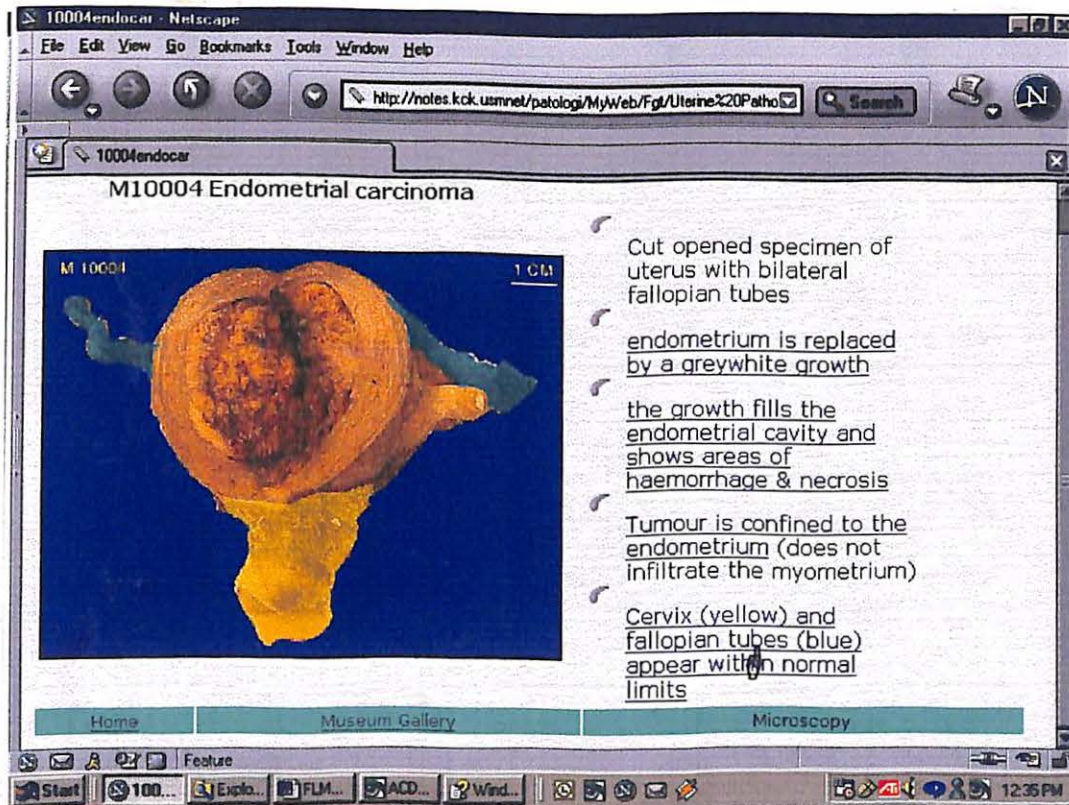 10004endocar - Netscape
File Edit View Go Bookmarks Tools Window Help
http://notes.kck.usmnet/patologi/MyWeb/Fgt/Uterine%20Patho
Search
N
10004endocar
M10004 Endometrial carcinoma
M 10004
1 CM
Cut opened specimen of
uterus with bilateral
fallopian tubes
endometrium is replaced
by a greywhite growth
the growth fills the
endometrial cavity and
shows areas of
haemorrhage & necrosis
Tumour is confined to the
endometrium (does not
infiltrate the myometrium)
Cervix (yellow) and
fallopian tubes (blue)
appear within normal
limits
Home Museum Gallery Microscopy
Feature
Start 100... Explo... FLM... ACD... Wind... 12:35 PM